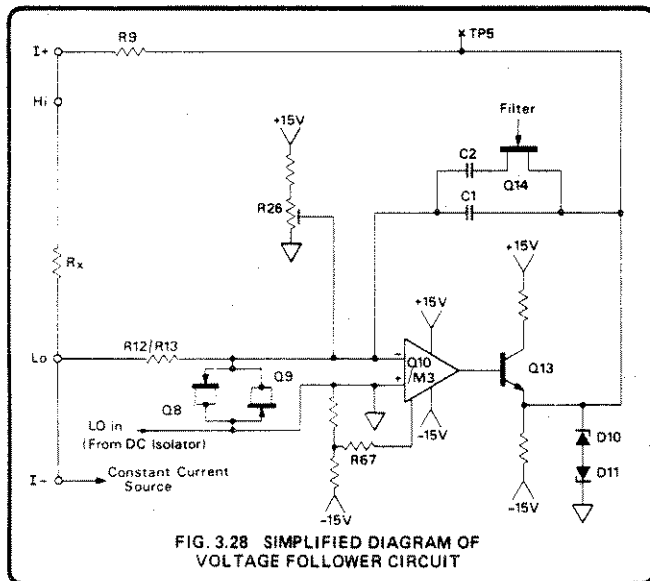 I+
R9
TP5
Hi
Filter
+15V
C2
Q14
C1
R26
+15V
Rx
+15V
Lo
R12/R13
Q10
/M3
−
+
Q13
Q9
Q8
LO in
(From DC Isolator)
−15V
R67
D10
D11
I−
Constant Current
Source
−15V
−15V
FIG. 3.28 SIMPLIFIED DIAGRAM OF
VOLTAGE FOLLOWER CIRCUIT